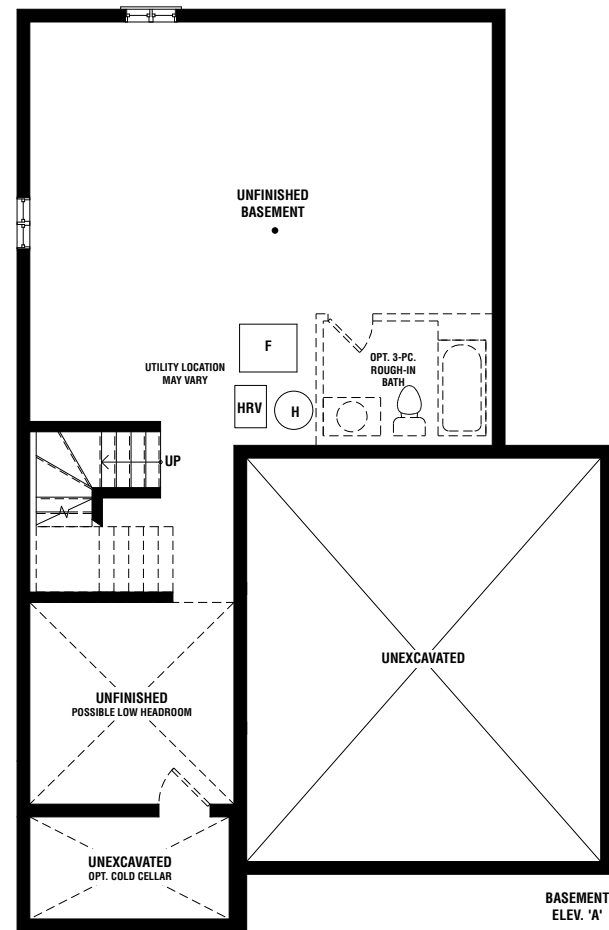 UNFINISHED
BASEMENT
F
UTILITY LOCATION
MAY VARY
OPT. 3-PC.
ROUGH-IN
BATH
HRV
H
UP
UNEXCAVATED
UNFINISHED
POSSIBLE LOW HEADROOM
UNEXCAVATED
OPT. COLD CELLAR
BASEMENT
ELEV. 'A'